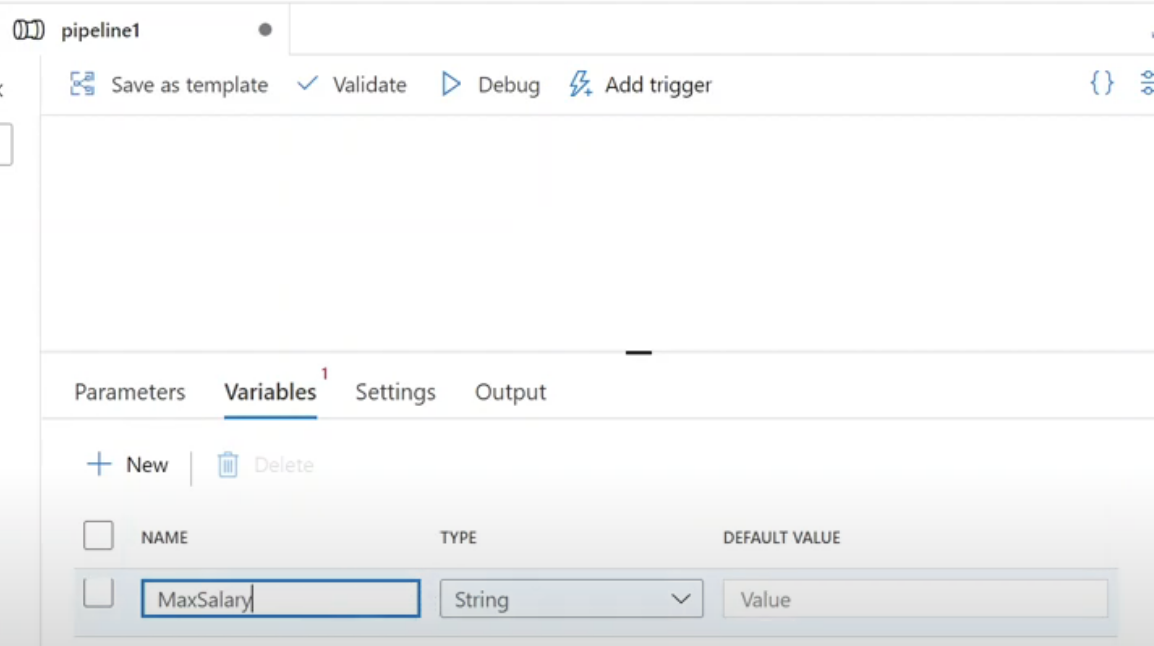 pipeline1
Save as template Validate Debug Add trigger {}
Parameters Variables 1 Settings Output
New Delete
NAME TYPE DEFAULT VALUE
MaxSalary String Value